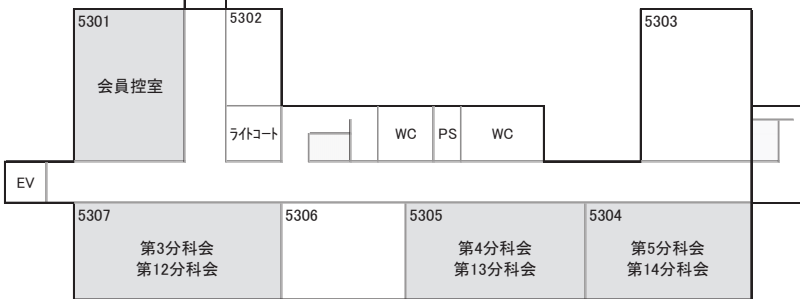 5301
会員控室
5302
5303
ライトコート
WC
PS
WC
EV
5307
第3分科会
第12分科会
5306
5305
第4分科会
第13分科会
5304
第5分科会
第14分科会